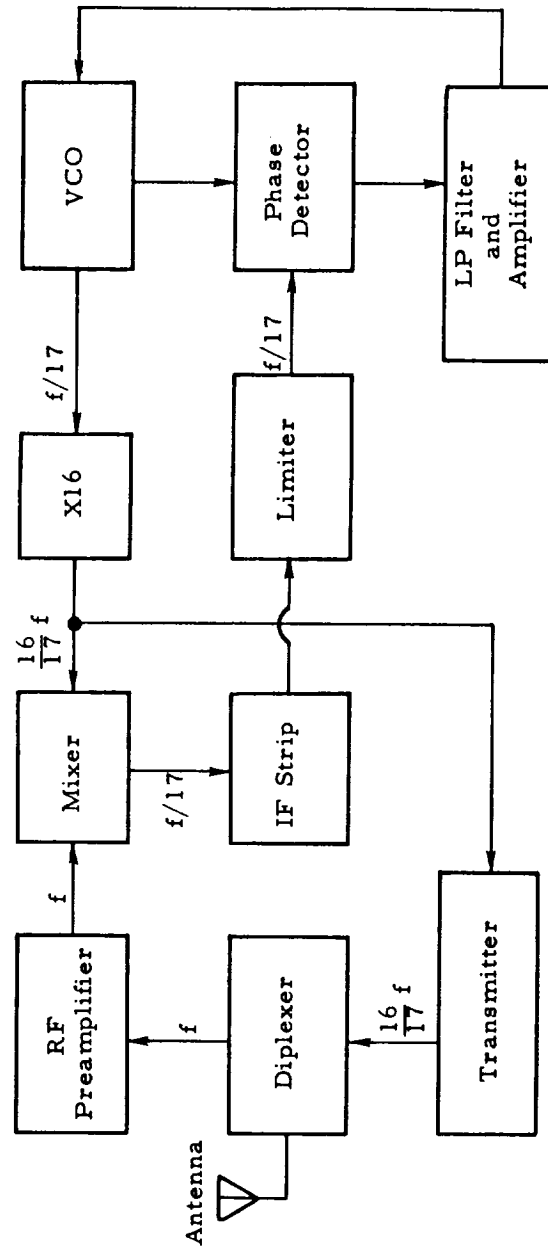 Antenna
RF
Preamplifier
f
Mixer
16
17 f
X16
f/17
VCO
f
f/17
Diplexer
IF Strip
Limiter
f/17
Phase
Detector
16
17 f
Transmitter
LP Filter
and
Amplifier